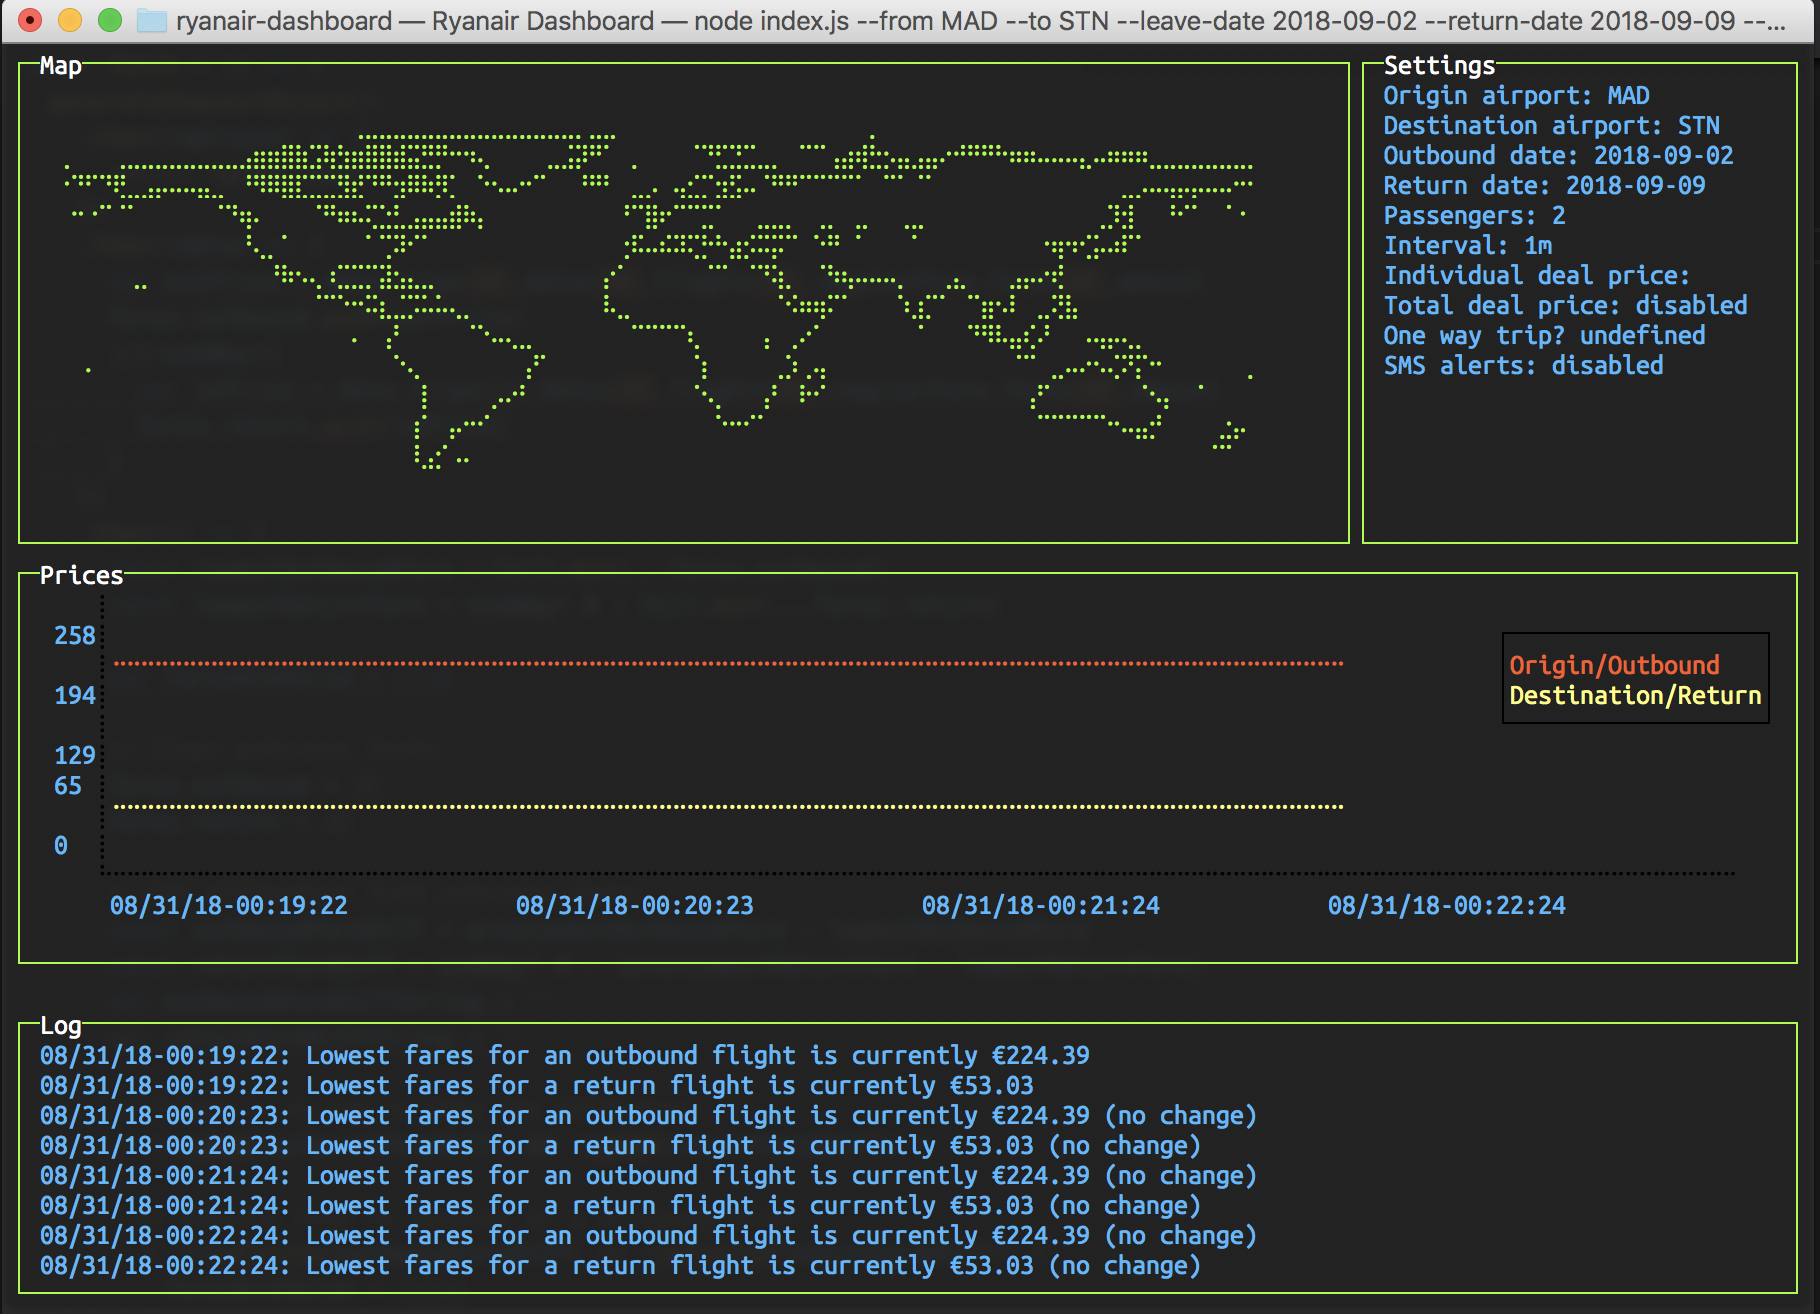 ryanair-dashboard — Ryanair Dashboard — node index.js --from MAD --to STN --leave-date 2018-09-02 --return-date 2018-09-09 --...
Map
Settings
Origin airport: MAD
Destination airport: STN
Outbound date: 2018-09-02
Return date: 2018-09-09
Passengers: 2
Interval: 1m
Individual deal price:
Total deal price: disabled
One way trip? undefined
SMS alerts: disabled
Prices
258
194
129
65
0
Origin/Outbound
Destination/Return
08/31/18-00:19:22 08/31/18-00:20:23 08/31/18-00:21:24 08/31/18-00:22:24
Log
08/31/18-00:19:22: Lowest fares for an outbound flight is currently €224.39
08/31/18-00:19:22: Lowest fares for a return flight is currently €53.03
08/31/18-00:20:23: Lowest fares for an outbound flight is currently €224.39 (no change)
08/31/18-00:20:23: Lowest fares for a return flight is currently €53.03 (no change)
08/31/18-00:21:24: Lowest fares for an outbound flight is currently €224.39 (no change)
08/31/18-00:21:24: Lowest fares for a return flight is currently €53.03 (no change)
08/31/18-00:22:24: Lowest fares for an outbound flight is currently €224.39 (no change)
08/31/18-00:22:24: Lowest fares for a return flight is currently €53.03 (no change)